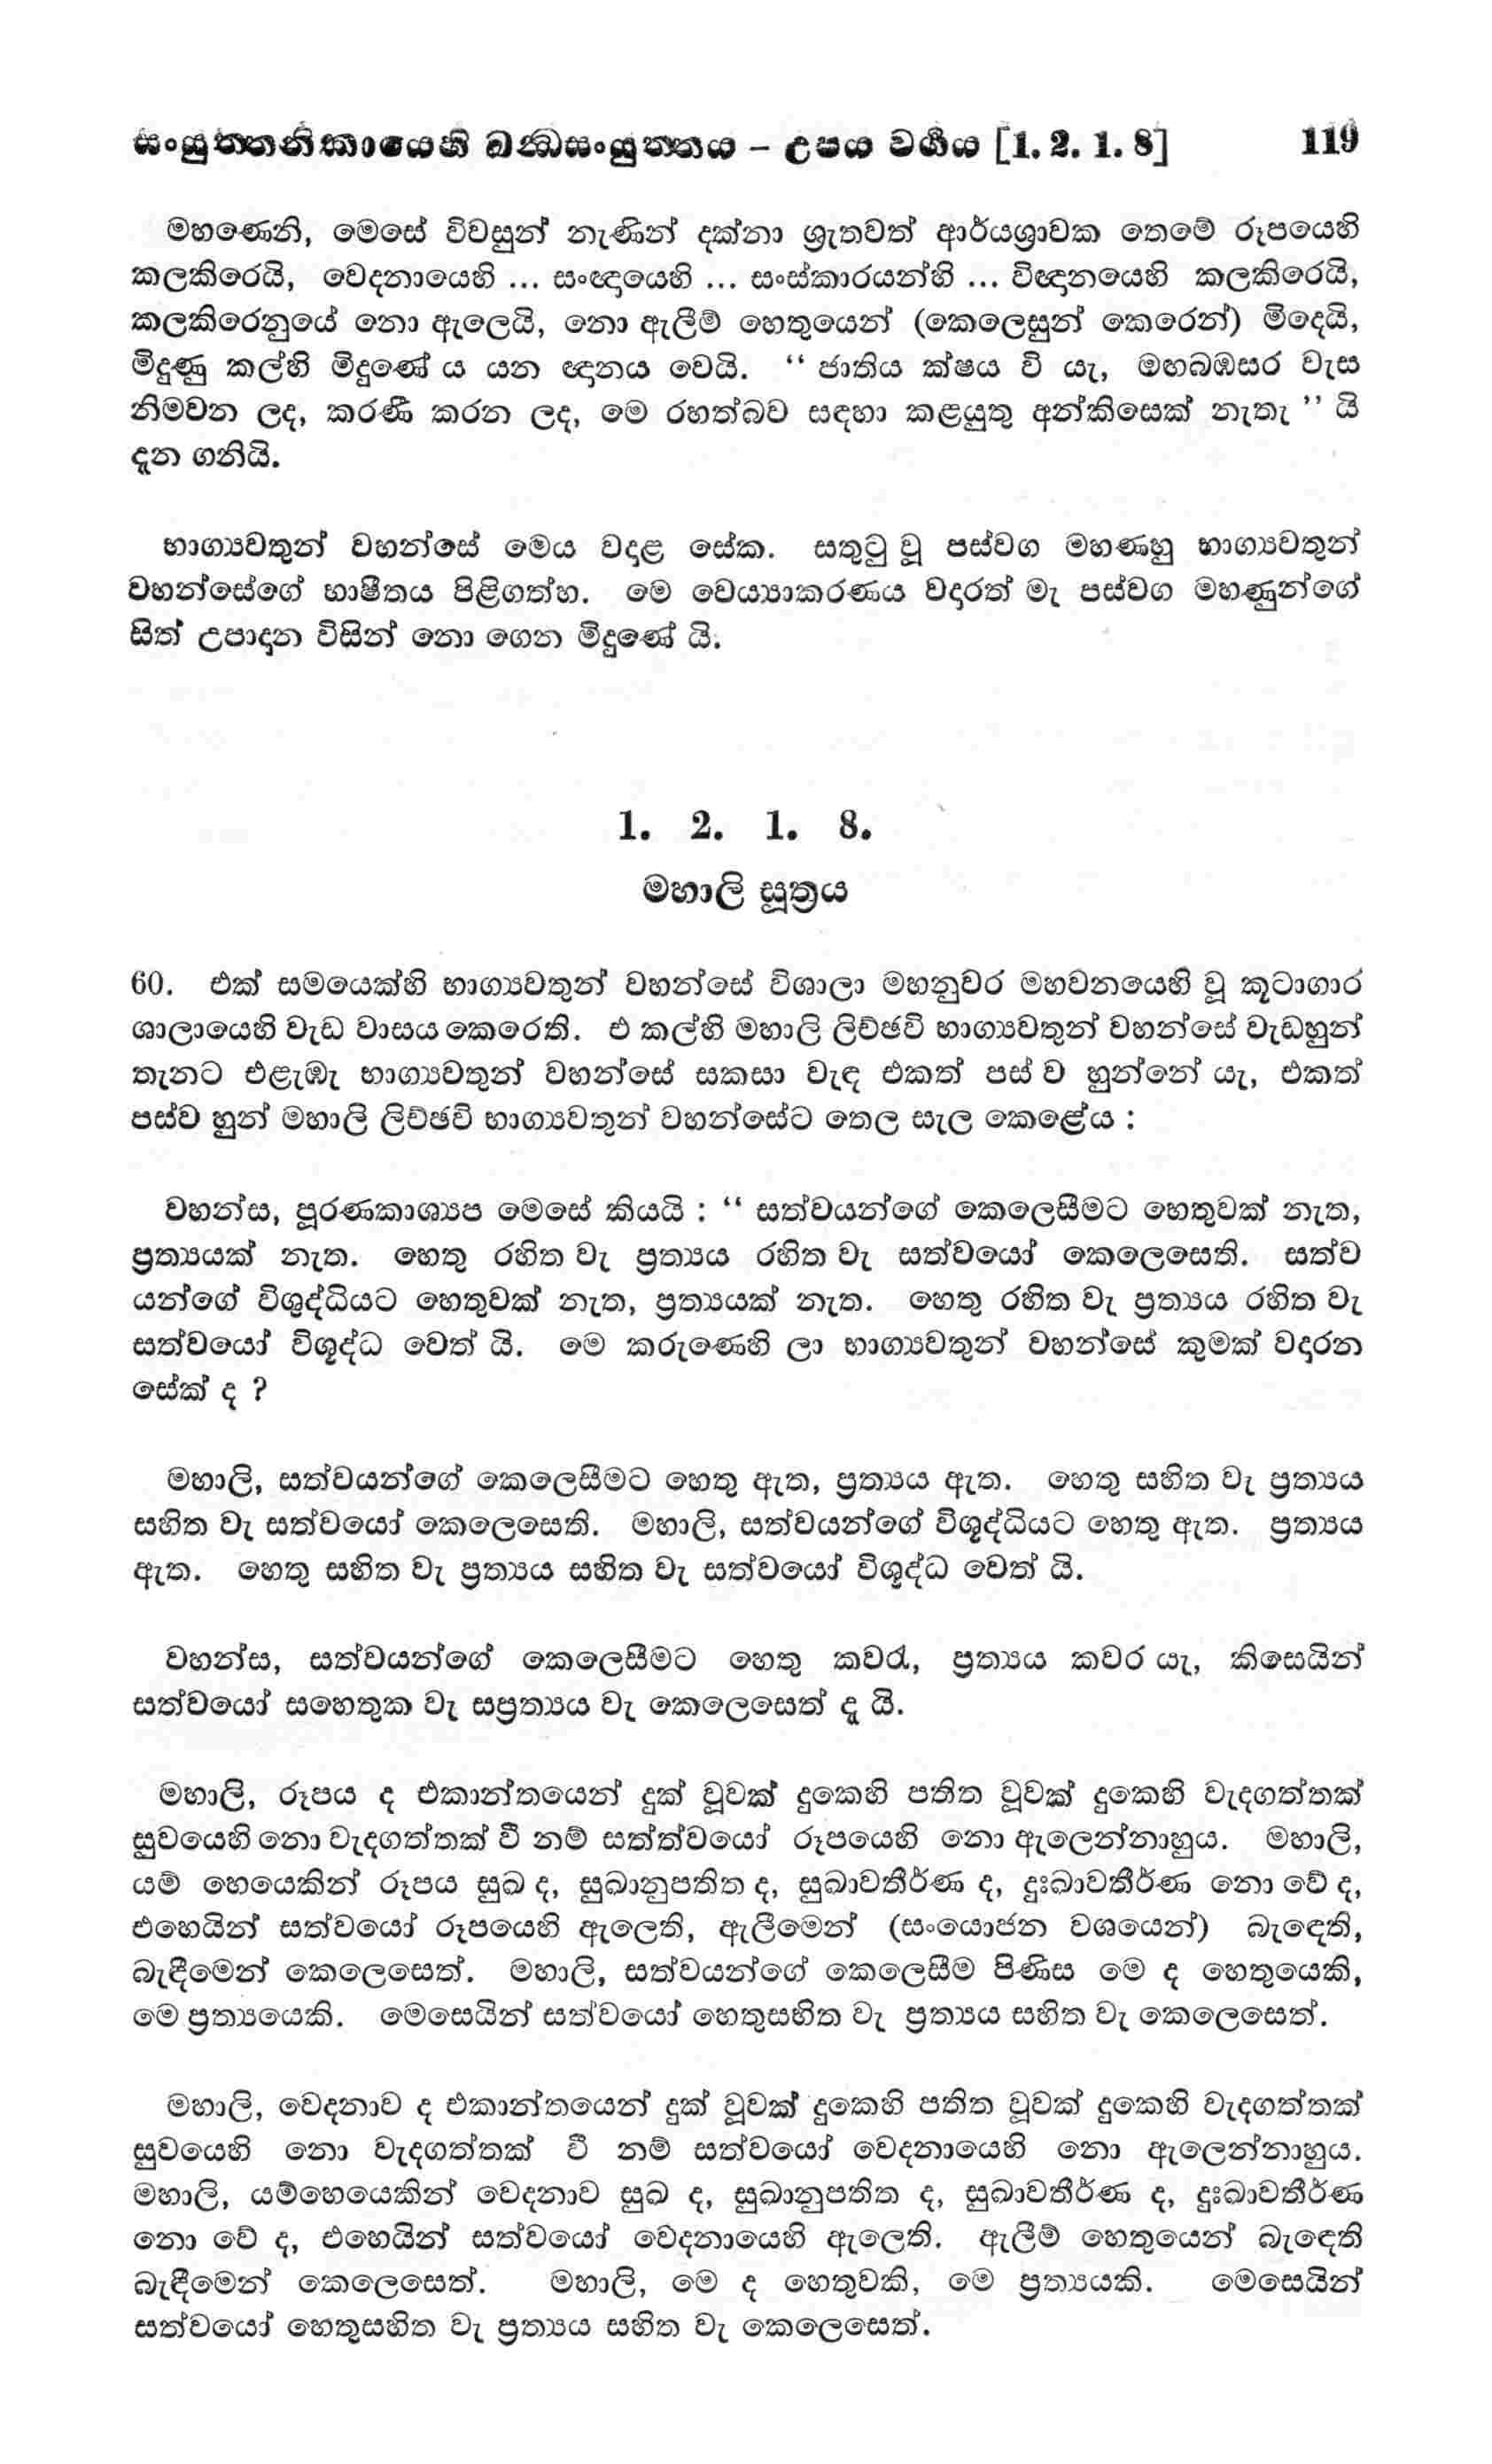 සංයුත්තනිකායෙහි ඛන්ධසංයුත්තය – උපය වර්ගය [1. 2. 1. 8] 119
මහණෙනි, මෙසේ විවසුන් නැණින් දක්නා ශ්‍රුතවත් ආර්යශ්‍රාවක තෙමේ රූපයෙහි
කලකිරෙයි, වෙදනායෙහි ... සංඥායෙහි ... සංස්කාරයන්හි ... විඥානයෙහි කලකිරෙයි,
කලකිරෙනුයේ නො ඇලෙයි, නො ඇලීම් හෙතුයෙන් (කෙලෙසුන් කෙරෙන්) මිදෙයි,
මිදුණු කල්හි මිදුණේ ය යන ඥානය වෙයි. “ ජාතිය ක්ෂය වි යැ, ඔඟබඹසර වැස
නිමවන ලද, කරණී කරන ලද, මෙ රහත්බව සඳහා කළයුතු අන්කිසෙක් නැතැ ” යි
දැන ගනියි.
භාග්‍යවතුන් වහන්සේ මෙය වදාළ සේක. සතුටු වූ පස්වග මහණහු භාග්‍යවතුන්
වහන්සේගේ භාෂිතය පිළිගත්හ. මෙ වෙය්‍යාකරණය වදාරත් මැ පස්වග මහණුන්ගේ
සිත් උපාදාන විසින් නො ගෙන මිදුණේ යි.
1. 2. 1. 8.
මහාලි සූත්‍රය
60. එක් සමයෙක්හි භාග්‍යවතුන් වහන්සේ විශාලා මහනුවර මහවනයෙහි වූ කූටාගාර
ශාලායෙහි වැඩ වාසය කෙරෙති. එ කල්හි මහාලි ලිච්ඡවි භාග්‍යවතුන් වහන්සේ වැඩහුන්
තැනට එළැඹැ භාග්‍යවතුන් වහන්සේ සකසා වැඳ එකත් පස් ව හුන්නේ යැ, එකත්
පස්ව හුන් මහාලි ලිච්ඡවි භාග්‍යවතුන් වහන්සේට තෙල සැල කෙළේය :
වහන්ස, පූරණකාශ්‍යප මෙසේ කියයි : “ සත්වයන්ගේ කෙලෙසීමට හෙතුවක් නැත,
ප්‍රත්‍යයක් නැත. හෙතු රහිත වැ ප්‍රත්‍යය රහිත වැ සත්වයෝ කෙලෙසෙති. සත්ව
යන්ගේ විශුද්ධියට හෙතුවක් නැත, ප්‍රත්‍යයක් නැත. හෙතු රහිත වැ ප්‍රත්‍යය රහිත වැ
සත්වයෝ විශුද්ධ වෙත් යි. මෙ කරුණෙහි ලා භාග්‍යවතුන් වහන්සේ කුමක් වදාරන
සේක් ද ?
මහාලි, සත්වයන්ගේ කෙලෙසීමට හෙතු ඇත, ප්‍රත්‍යය ඇත. හෙතු සහිත වැ ප්‍රත්‍යය
සහිත වැ සත්වයෝ කෙලෙසෙති. මහාලි, සත්වයන්ගේ විශුද්ධියට හෙතු ඇත. ප්‍රත්‍යය
ඇත. හෙතු සහිත වැ ප්‍රත්‍යය සහිත වැ සත්වයෝ විශුද්ධ වෙත් යි.
වහන්ස, සත්වයන්ගේ කෙලෙසීමට හෙතු කවරැ, ප්‍රත්‍යය කවර යැ, කිසෙයින්
සත්වයෝ සහෙතුක වැ සප්‍රත්‍යය වැ කෙලෙසෙත් දැ යි.
මහාලි, රූපය ද එකාන්තයෙන් දුක් වූවක් දුකෙහි පතිත වූවක් දුකෙහි වැදගත්තක්
සුවයෙහි නො වැදගත්තක් වී නම් සත්ත්වයෝ රූපයෙහි නො ඇලෙන්නාහුය. මහාලි,
යම් හෙයෙකින් රූපය සුඛ ද, සුඛානුපතිත ද, සුඛාවතීර්ණ ද, දුඃඛාවතීර්ණ නො වේ ද,
එහෙයින් සත්වයෝ රූපයෙහි ඇලෙති, ඇලීමෙන් (සංයොජන වශයෙන්) බැඳෙති,
බැඳීමෙන් කෙලෙසෙත්. මහාලි, සත්වයන්ගේ කෙලෙසීම පිණිස මෙ ද හෙතුයෙකි,
මෙ ප්‍රත්‍යයෙකි. මෙසෙයින් සත්වයෝ හෙතුසහිත වැ ප්‍රත්‍යය සහිත වැ කෙලෙසෙත්.
මහාලි, වෙදනාව ද එකාන්තයෙන් දුක් වූවක් දුකෙහි පතිත වූවක් දුකෙහි වැදගත්තක්
සුවයෙහි නො වැදගත්තක් වී නම් සත්වයෝ වෙදනායෙහි නො ඇලෙන්නාහුය.
මහාලි, යම්හෙයෙකින් වෙදනාව සුඛ ද, සුඛානුපතිත ද, සුඛාවතීර්ණ ද, දුඃඛාවතීර්ණ
නො වේ ද, එහෙයින් සත්වයෝ වෙදනායෙහි ඇලෙති. ඇලීම් හෙතුයෙන් බැඳෙති
බැඳීමෙන් කෙලෙසෙත්. මහාලි, මෙ ද හෙතුවකි, මෙ ප්‍රත්‍යයකි. මෙසෙයින්
සත්වයෝ හෙතුසහිත වැ ප්‍රත්‍යය සහිත වැ කෙලෙසෙත්.